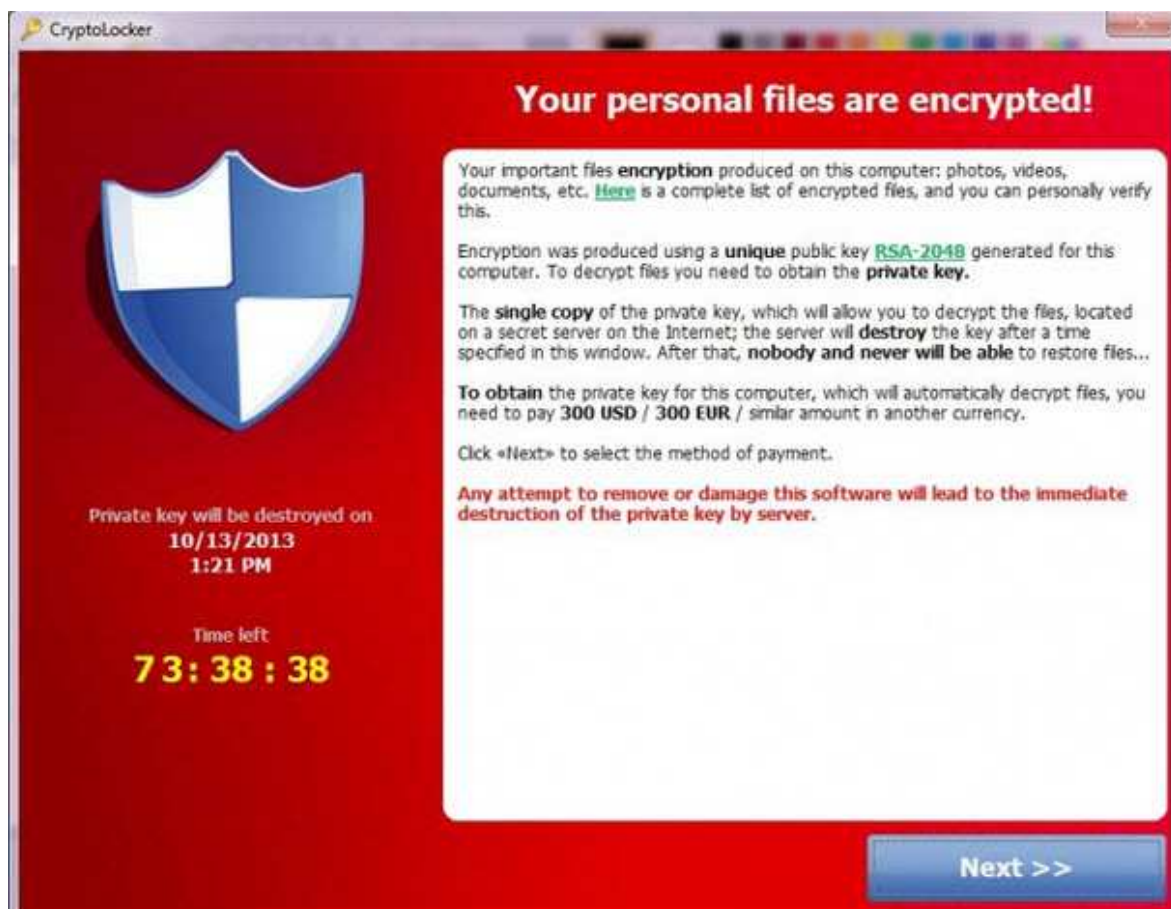 CryptoLocker
Your personal files are encrypted!
Your important files encryption produced on this computer: photos, videos,
documents, etc. Here is a complete list of encrypted files, and you can personally verify
this.
Encryption was produced using a unique public key RSA-2048 generated for this
computer. To decrypt files you need to obtain the private key.
The single copy of the private key, which will allow you to decrypt the files, located
on a secret server on the Internet; the server will destroy the key after a time
specified in this window. After that, nobody and never will be able to restore files...
To obtain the private key for this computer, which will automatically decrypt files, you
need to pay 300 USD / 300 EUR / similar amount in another currency.
Click «Next» to select the method of payment.
Any attempt to remove or damage this software will lead to the immediate
destruction of the private key by server.
Private key will be destroyed on
10/13/2013
1:21 PM
Time left
73: 38 : 38
Next >>